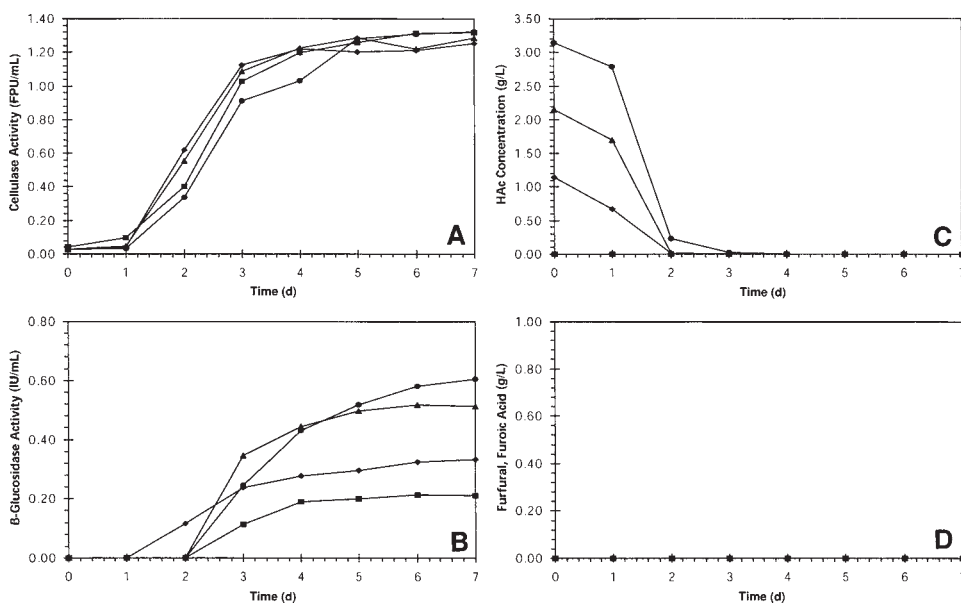 1.40
1.20
1.00
0.80
0.60
0.40
0.20
0.00
Cellulase Activity (FPU/mL)
A
0 1 2 3 4 5 6 7
Time (d)
3.50
3.00
2.50
2.00
1.50
1.00
0.50
0.00
HAc Concentration (g/L)
C
0 1 2 3 4 5 6 7
Time (d)
0.80
0.60
0.40
0.20
0.00
B-Glucosidase Activity (IU/mL)
B
0 1 2 3 4 5 6 7
Time (d)
1.00
0.80
0.60
0.40
0.20
0.00
Furfural, Furoic Acid (g/L)
D
0 1 2 3 4 5 6 7
Time (d)